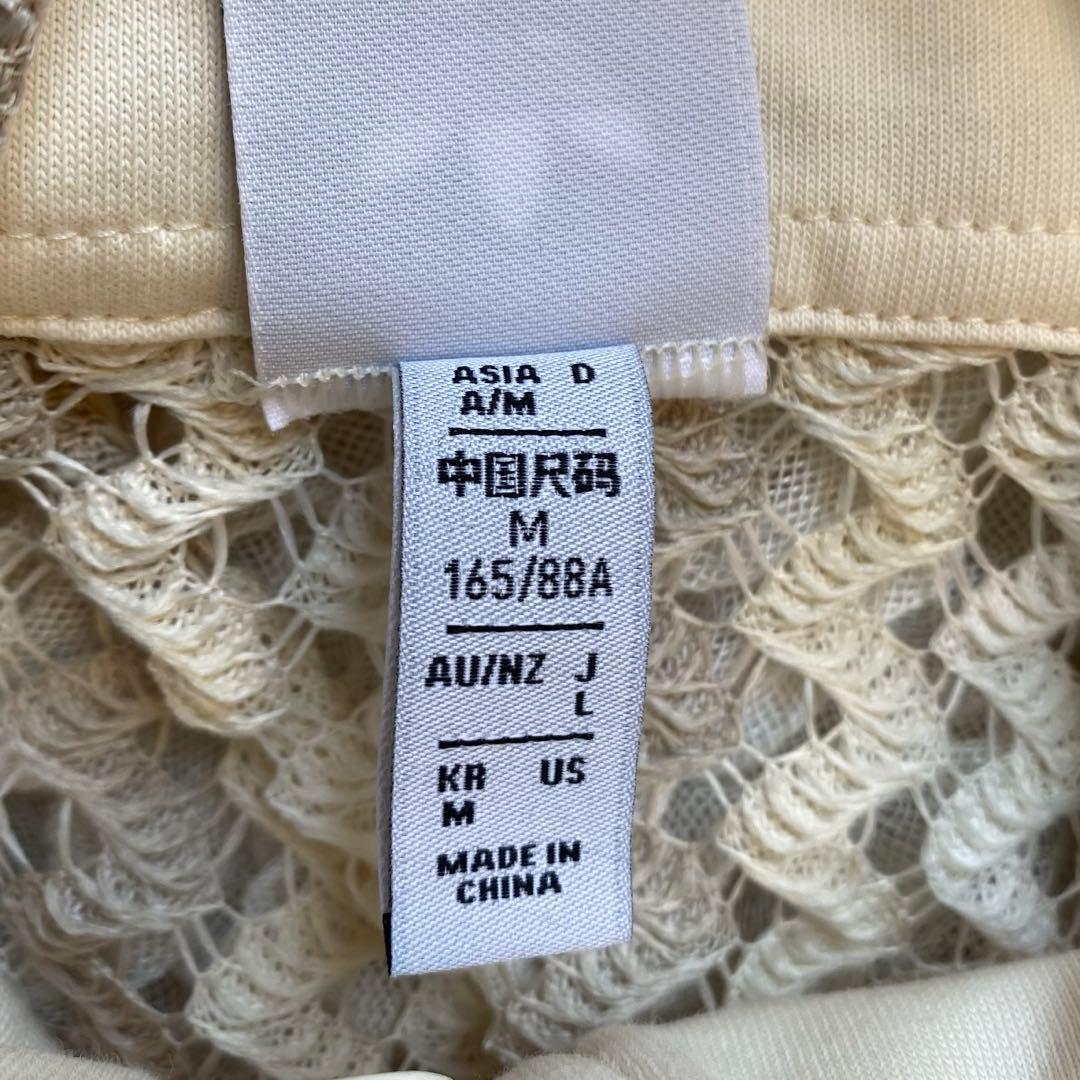 ASIA D
A/M
中国尺码
M
165/88A
AU/NZ J
L
KR US
M
MADE IN
CHINA